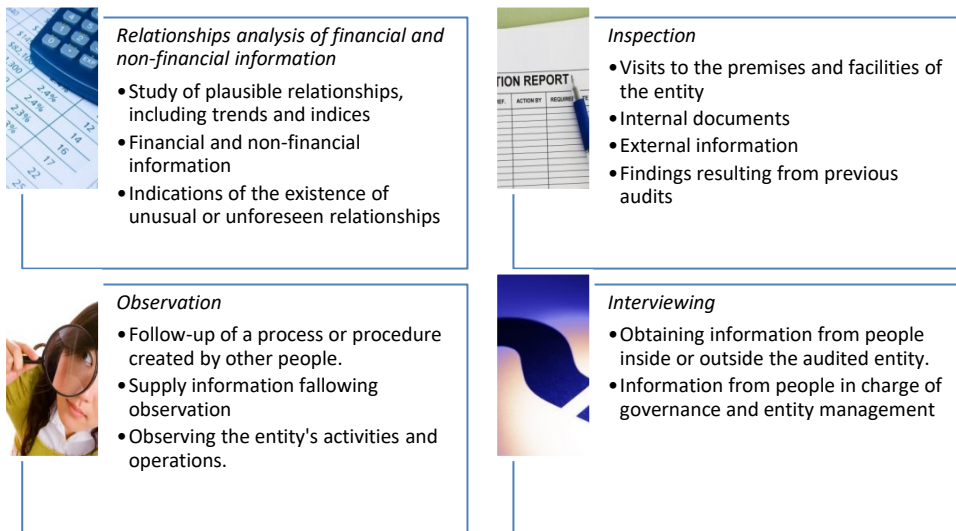 Relationships analysis of financial and
non-financial information
•Study of plausible relationships,
including trends and indices
•Financial and non-financial
information
•Indications of the existence of
unusual or unforeseen relationships
TION REPORT
REF. ACTION BY
Inspection
•Visits to the premises and facilities of
the entity
•Internal documents
•External information
•Findings resulting from previous
audits
Observation
•Follow-up of a process or procedure
created by other people.
•Supply information fallowing
observation
•Observing the entity's activities and
operations.
Interviewing
•Obtaining information from people
inside or outside the audited entity.
•Information from people in charge of
governance and entity management